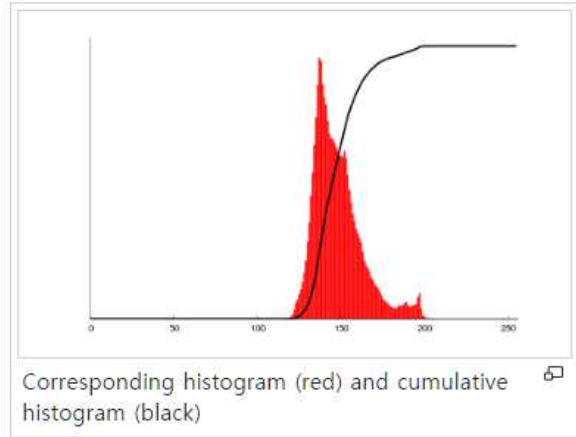 0 50 100 150 200 250
Corresponding histogram (red) and cumulative
histogram (black)